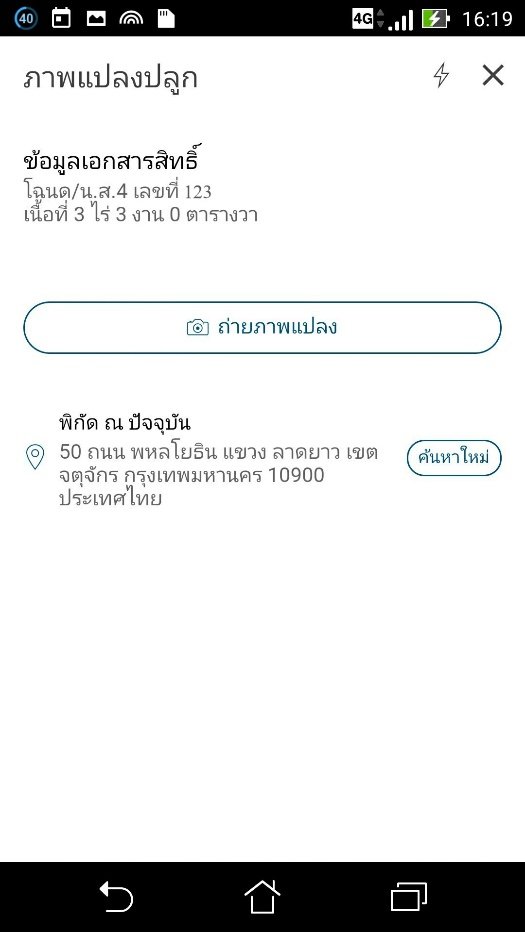 40
4G
16:19
ภาพแปลงปลูก
ข้อมูลเอกสารสิทธิ์
โฉนด/น.ส.4 เลขที่ 123
เนื้อที่ 3 ไร่ 3 งาน 0 ตารางวา
ถ่ายภาพแปลง
พิกัด ณ ปัจจุบัน
50 ถนน พหลโยธิน แขวง ลาดยาว เขต
จตุจักร กรุงเทพมหานคร 10900
ประเทศไทย
ค้นหาใหม่